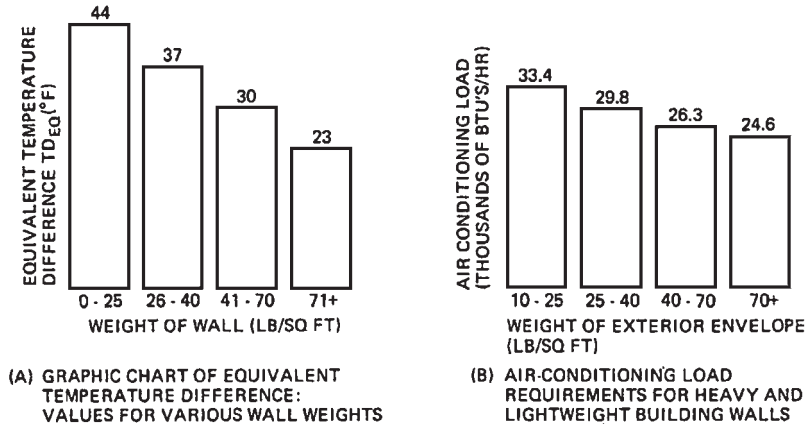 EQUIVALENT TEMPERATURE
DIFFERENCE TDEQ(°F)
44
37
30
23
0 - 25
26 - 40
41 - 70
71+
WEIGHT OF WALL (LB/SQ FT)
(A) GRAPHIC CHART OF EQUIVALENT
TEMPERATURE DIFFERENCE:
VALUES FOR VARIOUS WALL WEIGHTS
AIR CONDITIONING LOAD
(THOUSANDS OF BTU'S/HR)
33.4
29.8
26.3
24.6
10 - 25
25 - 40
40 - 70
70+
WEIGHT OF EXTERIOR ENVELOPE
(LB/SQ FT)
(B) AIR-CONDITIONING LOAD
REQUIREMENTS FOR HEAVY AND
LIGHTWEIGHT BUILDING WALLS